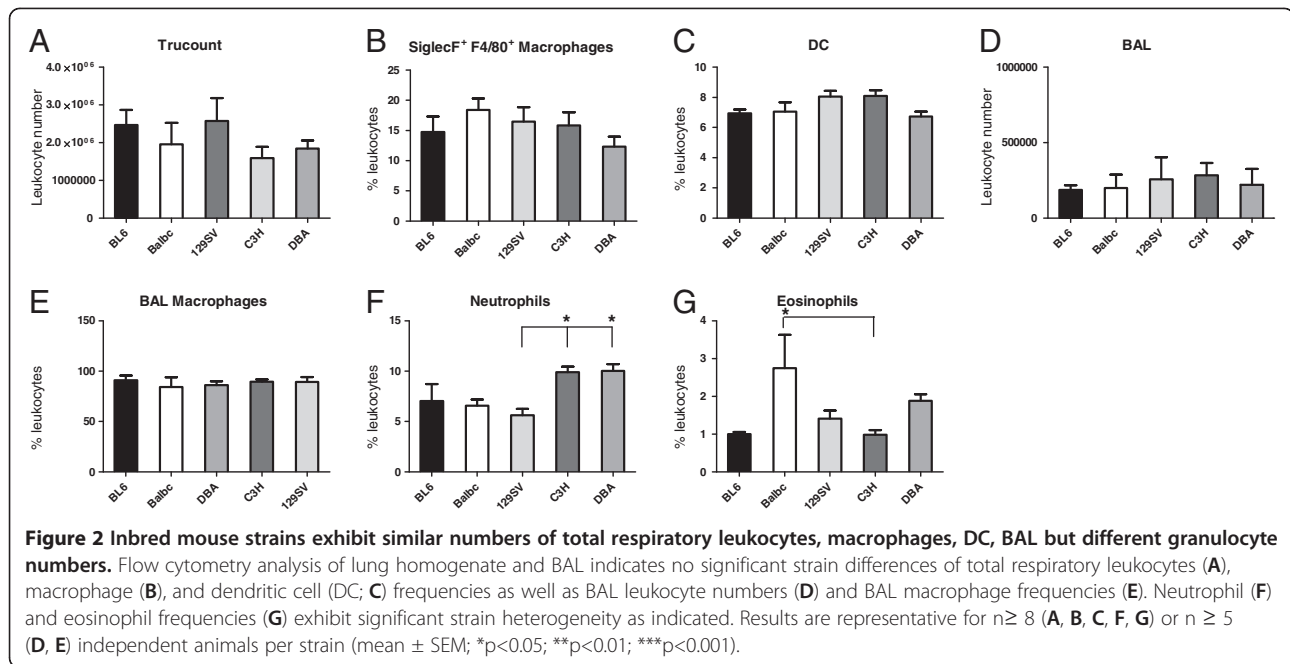 A
Trucount
Leukocyte number
4.0×10⁰⁶
3.0×10⁰⁶
2.0×10⁰⁶
1000000
0
BL6
Balbc
129SV
C3H
DBA
B
SiglecF⁺ F4/80⁺ Macrophages
% leukocytes
25
20
15
10
5
0
BL6
Balbc
129SV
C3H
DBA
C
DC
% leukocytes
10
8
6
4
2
0
BL6
Balbc
129SV
C3H
DBA
D
BAL
Leukocyte number
1000000
500000
0
BL6
Balbc
129SV
C3H
DBA
E
BAL Macrophages
% leukocytes
150
100
50
0
BL6
Balbc
DBA
C3H
129SV
F
Neutrophils
% leukocytes
15
10
5
0
* *
BL6
Balbc
129SV
C3H
DBA
G
Eosinophils
% leukocytes
4
3
2
1
0
*
BL6
Balbc
129SV
C3H
DBA
Figure 2 Inbred mouse strains exhibit similar numbers of total respiratory leukocytes, macrophages, DC, BAL but different granulocyte
numbers. Flow cytometry analysis of lung homogenate and BAL indicates no significant strain differences of total respiratory leukocytes (A),
macrophage (B), and dendritic cell (DC; C) frequencies as well as BAL leukocyte numbers (D) and BAL macrophage frequencies (E). Neutrophil (F)
and eosinophil frequencies (G) exhibit significant strain heterogeneity as indicated. Results are representative for n≥ 8 (A, B, C, F, G) or n ≥ 5
(D, E) independent animals per strain (mean ± SEM; *p<0.05; **p<0.01; ***p<0.001).